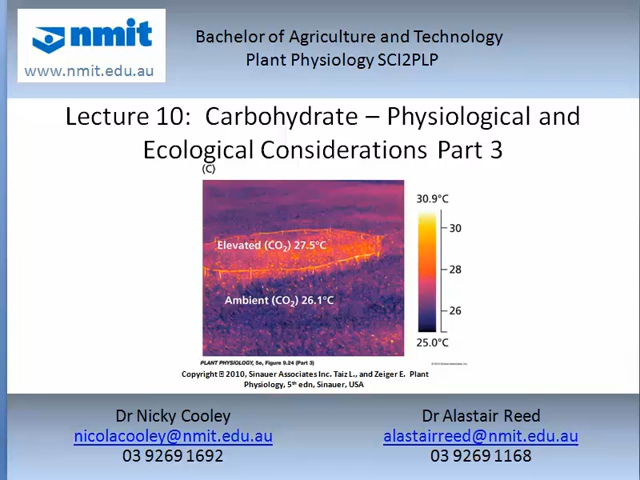 nmit
www.nmit.edu.au
Bachelor of Agriculture and Technology
Plant Physiology SCI2PLP
Lecture 10: Carbohydrate – Physiological and
Ecological Considerations Part 3
(C)
30.9°C
Elevated (CO₂) 27.5°C
30
28
Ambient (CO₂) 26.1°C
26
25.0°C
PLANT PHYSIOLOGY, 5e, Figure 9.24 (Part 3)
© 2010 Sinauer Associates, Inc.
Copyright 2010, Sinauer Associates Inc. Taiz L., and Zeiger E. Plant
Physiology, 5th edn, Sinauer, USA
Dr Nicky Cooley
nicolacooley@nmit.edu.au
03 9269 1692
Dr Alastair Reed
alastairreed@nmit.edu.au
03 9269 1168